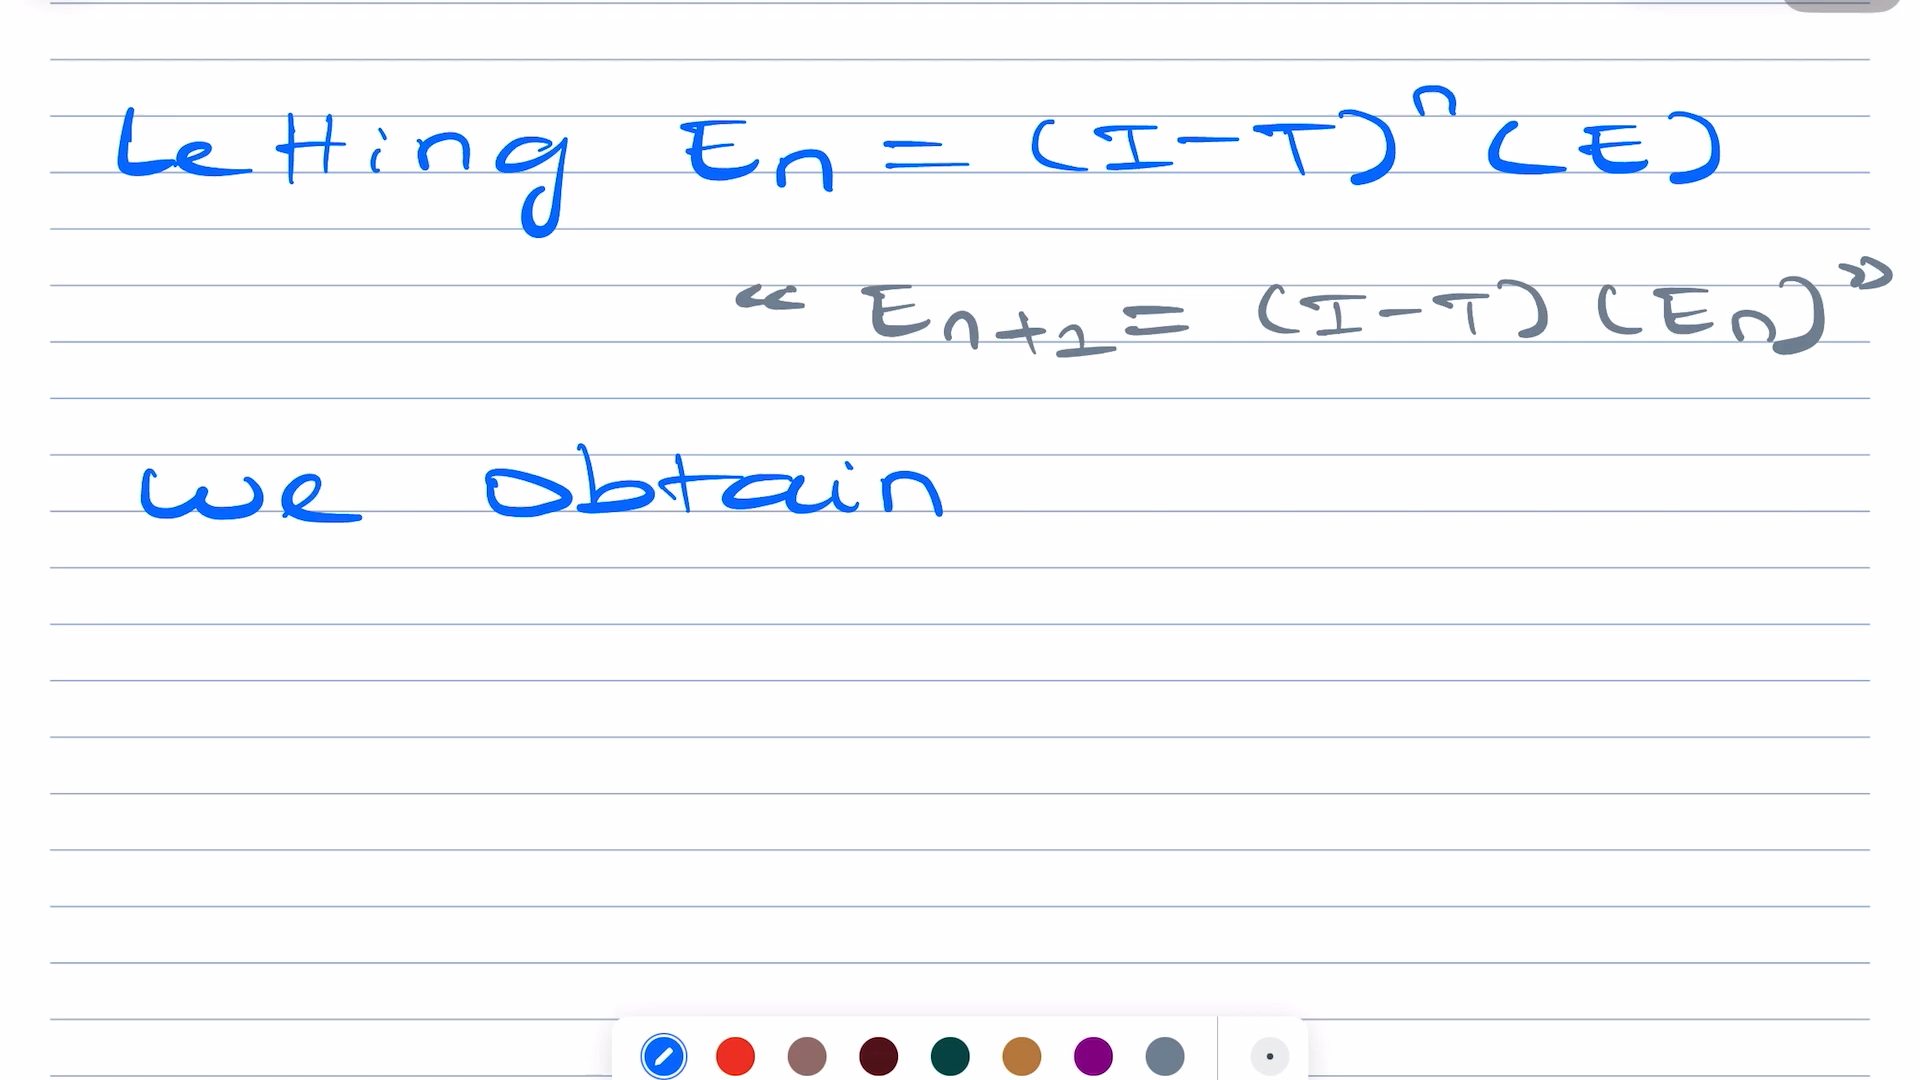 Letting Eₙ = (I-T)ⁿ (E)
“ Eₙ₊₁ = (I-T) (Eₙ) ”
we obtain